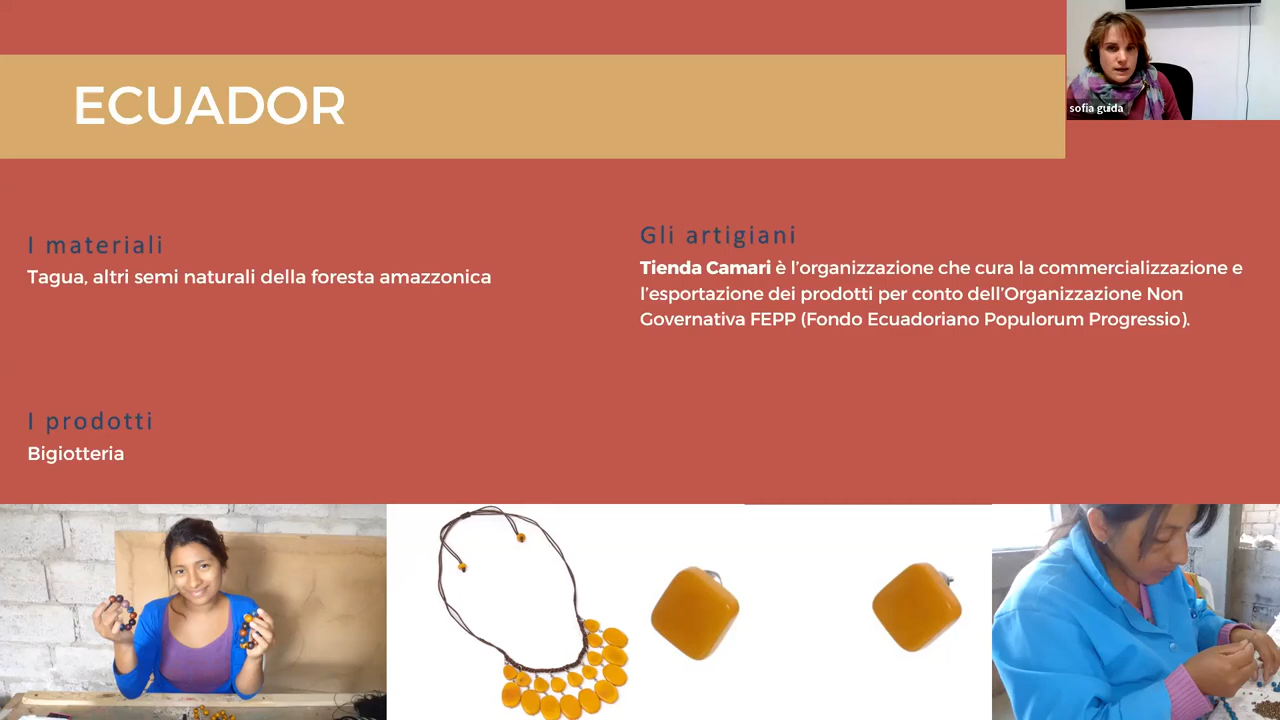 ECUADOR
sofia guida
I materiali
Tagua, altri semi naturali della foresta amazzonica
I prodotti
Bigiotteria
Gli artigiani
Tienda Camari è l'organizzazione che cura la commercializzazione e
l'esportazione dei prodotti per conto dell'Organizzazione Non
Governativa FEPP (Fondo Ecuadoriano Populorum Progressio).